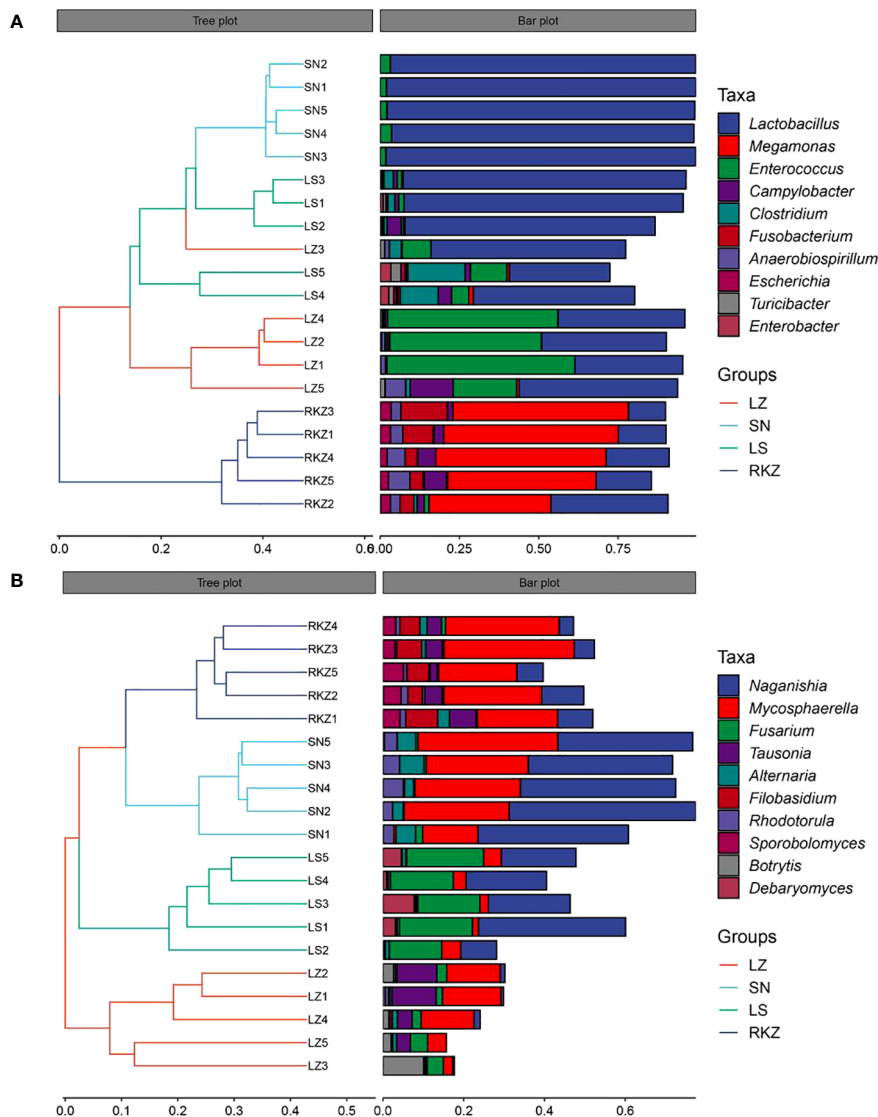 A
Tree plot
Bar plot
SN2
SN1
SN5
SN4
SN3
LS3
LS1
LS2
LZ3
LS5
LS4
LZ4
LZ2
LZ1
LZ5
RKZ3
RKZ1
RKZ4
RKZ5
RKZ2
0.0 0.2 0.4 0.6
0.00 0.25 0.50 0.75
Taxa
Lactobacillus
Megamonas
Enterococcus
Campylobacter
Clostridium
Fusobacterium
Anaerobiospirillum
Escherichia
Turicibacter
Enterobacter
Groups
LZ
SN
LS
RKZ
B
Tree plot
Bar plot
RKZ4
RKZ3
RKZ5
RKZ2
RKZ1
SN5
SN3
SN4
SN2
SN1
LS5
LS4
LS3
LS1
LS2
LZ2
LZ1
LZ4
LZ5
LZ3
0.0 0.1 0.2 0.3 0.4 0.5
0.0 0.2 0.4 0.6
Taxa
Naganishia
Mycosphaerella
Fusarium
Tausonia
Alternaria
Filobasidium
Rhodotorula
Sporobolomyces
Botrytis
Debaryomyces
Groups
LZ
SN
LS
RKZ